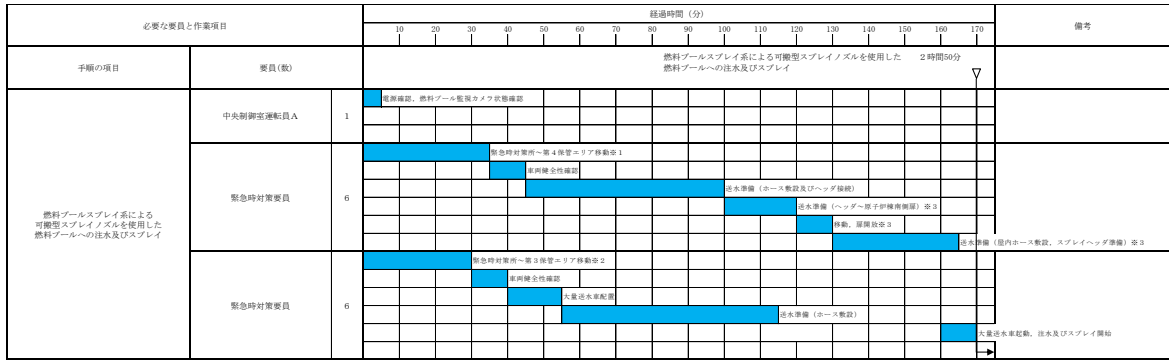 必要な要員と作業項目
経過時間（分）
備考
10 20 30 40 50 60 70 80 90 100 110 120 130 140 150 160 170
手順の項目
要員(数)
燃料プールスプレイ系による可搬型スプレイノズルを使用した　2時間50分
燃料プールへの注水及びスプレイ
燃料プールスプレイ系による
可搬型スプレイノズルを使用した
燃料プールへの注水及びスプレイ
中央制御室運転員A
1
電源確認，燃料プール監視カメラ状態確認
緊急時対策要員
6
緊急時対策所～第４保管エリア移動※１
車両健全性確認
送水準備（ホース敷設及びヘッダ接続）
送水準備（ヘッダ～原子炉棟南側扉）※３
移動，扉開放※３
送水準備（屋内ホース敷設，スプレイヘッダ準備）※３
緊急時対策要員
6
緊急時対策所～第３保管エリア移動※２
車両健全性確認
大量送水車配置
送水準備（ホース敷設）
大量送水車起動，注水及びスプレイ開始